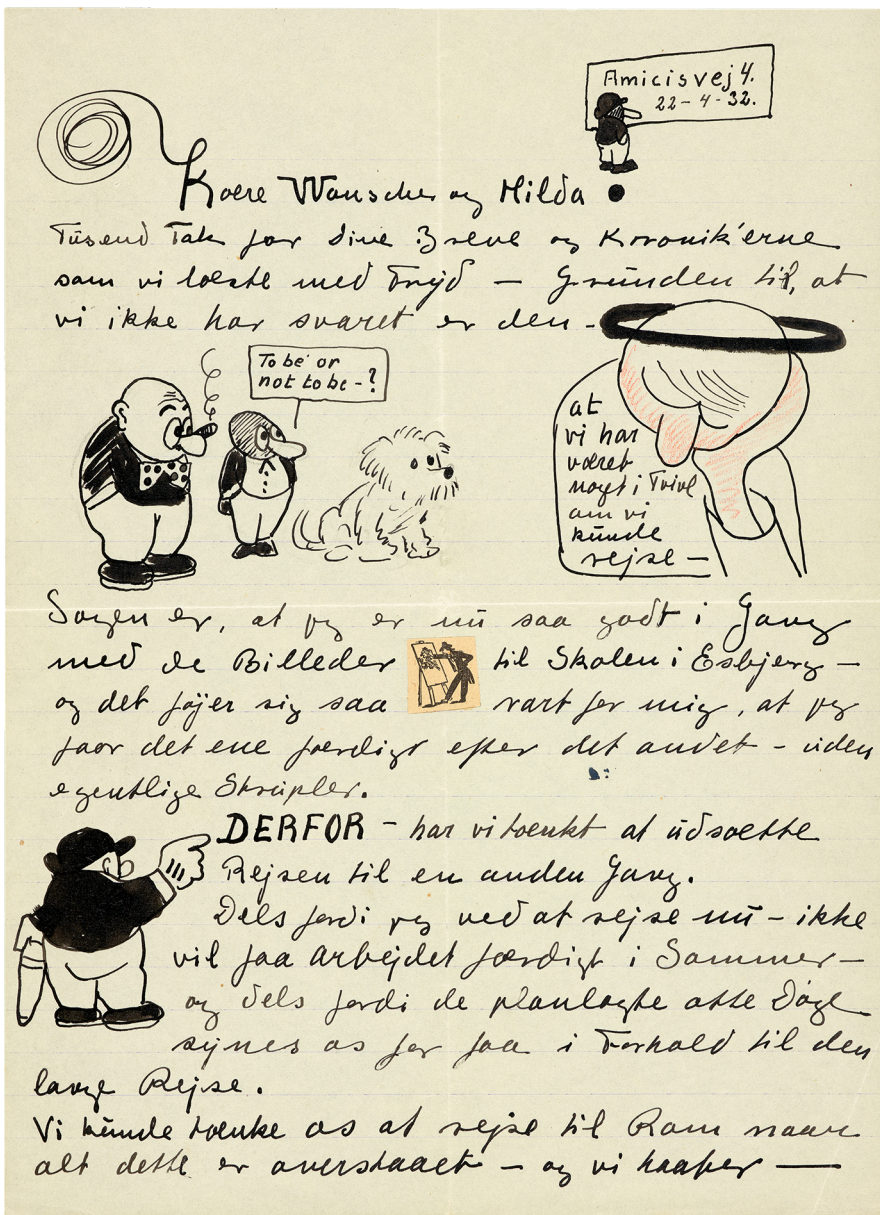 Amicisvej 4.
22-4-32.
Kære Wanscher og Hilda
Tusend Tak for dine Breve og Kronik'erne
som vi læste med Fryd — Grunden til, at
vi ikke har svaret er den -
To be or
not to be - ?
at
vi har
været
noget i Tvivl
om vi
kunde
rejse —
Sagen er, at jeg er nu saa godt i Gang
med de Billeder til Skolen i Esbjerg —
og det føjer sig saa rart for mig, at jeg
faar det ene færdigt efter det andet - uden
egentlige Skrupler.
DERFOR - har vi tænkt at udsætte
Rejsen til en anden Gang.
Dels fordi jeg ved at rejse nu - ikke
vil faa Arbejdet færdigt i Sommer —
og dels fordi de planlagte otte Dage
synes os for faa i Forhold til den
lange Rejse.
Vi kunde tænke os at rejse til Rom naar
alt dette er overstaaet - og vi haaber —